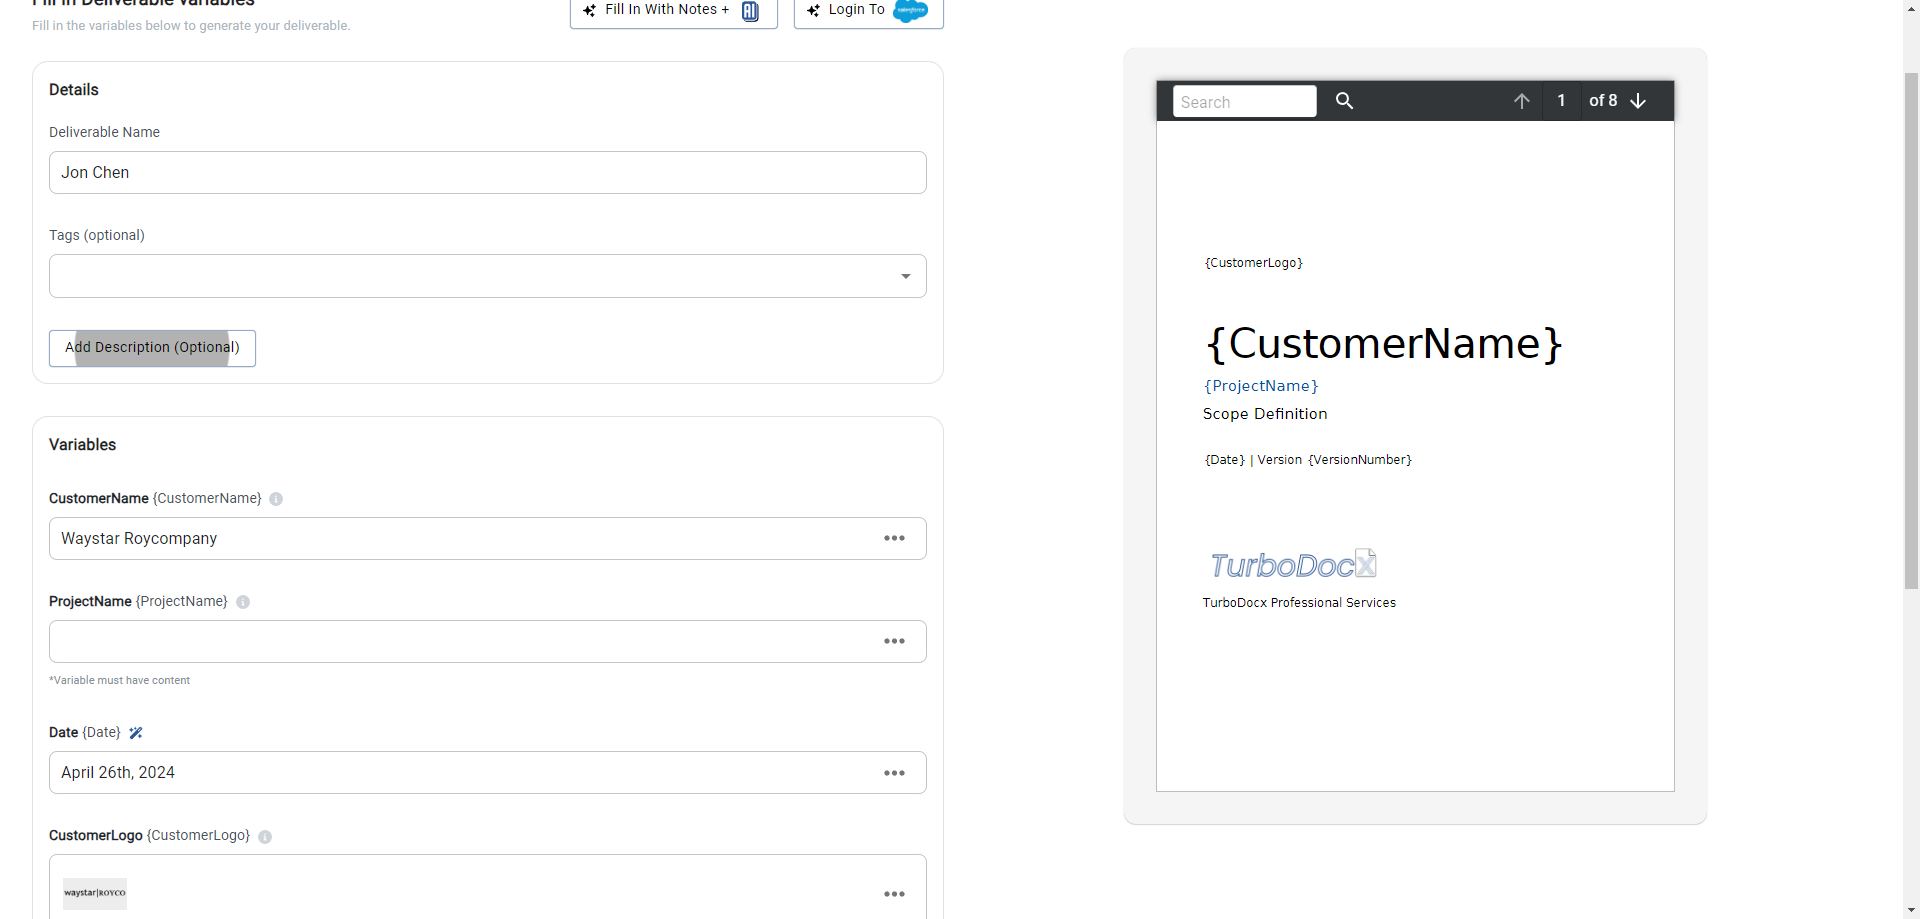 Fill In Deliverable Variables
Fill in the variables below to generate your deliverable.
Fill In With Notes + AI
Login To salesforce
Details
Deliverable Name
Jon Chen
Tags (optional)
Add Description (Optional)
Variables
CustomerName {CustomerName}
Waystar Roycompany
ProjectName {ProjectName}
*Variable must have content
Date {Date}
April 26th, 2024
CustomerLogo {CustomerLogo}
waystar|ROYCO
Search
1 of 8
{CustomerLogo}
{CustomerName}
{ProjectName}
Scope Definition
{Date} | Version {VersionNumber}
TurboDocX
TurboDocx Professional Services